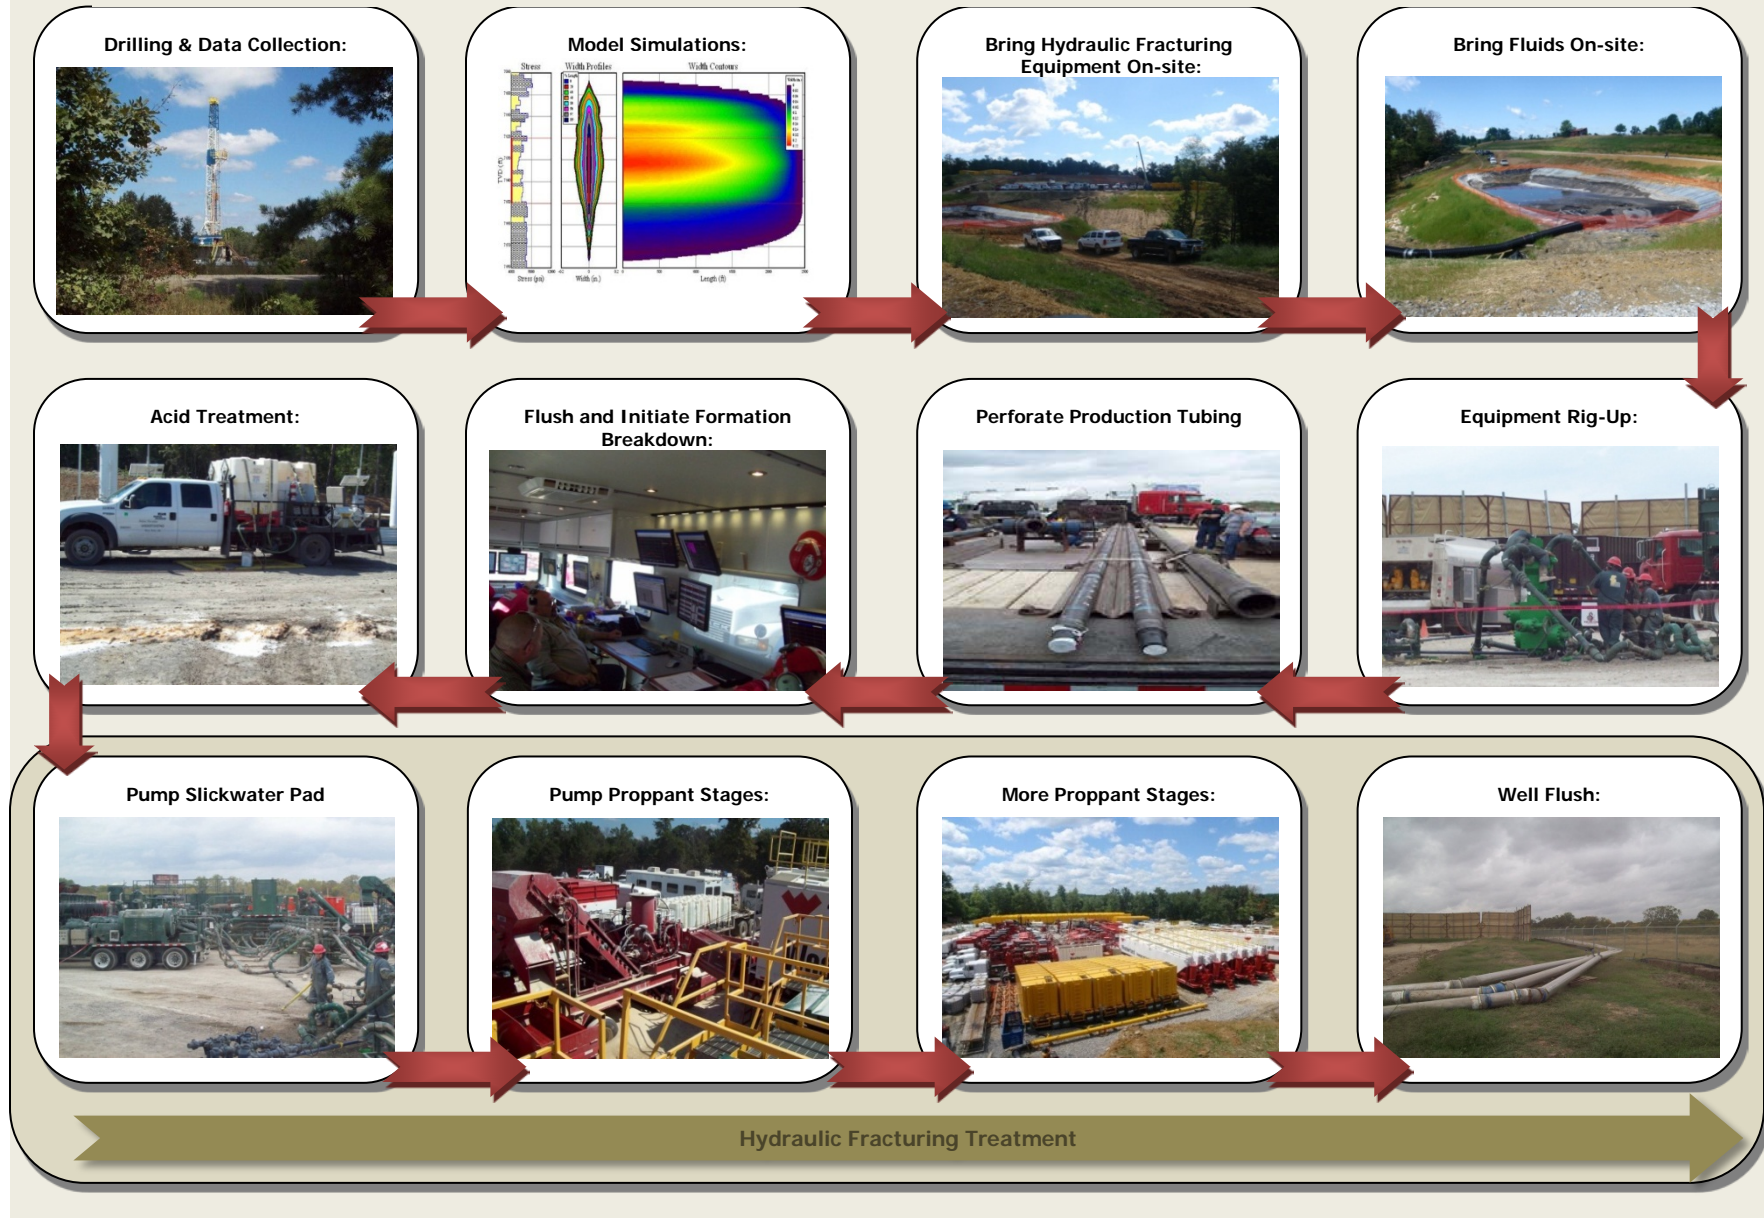 Drilling & Data Collection:
Model Simulations:
Stress
Width Profiles
Width Contours
TVD (ft)
Stress (psi)
Width (in.)
Length (ft)
Bring Hydraulic Fracturing
Equipment On-site:
Bring Fluids On-site:
Acid Treatment:
Flush and Initiate Formation
Breakdown:
Perforate Production Tubing
Equipment Rig-Up:
Pump Slickwater Pad
Pump Proppant Stages:
More Proppant Stages:
Well Flush:
Hydraulic Fracturing Treatment